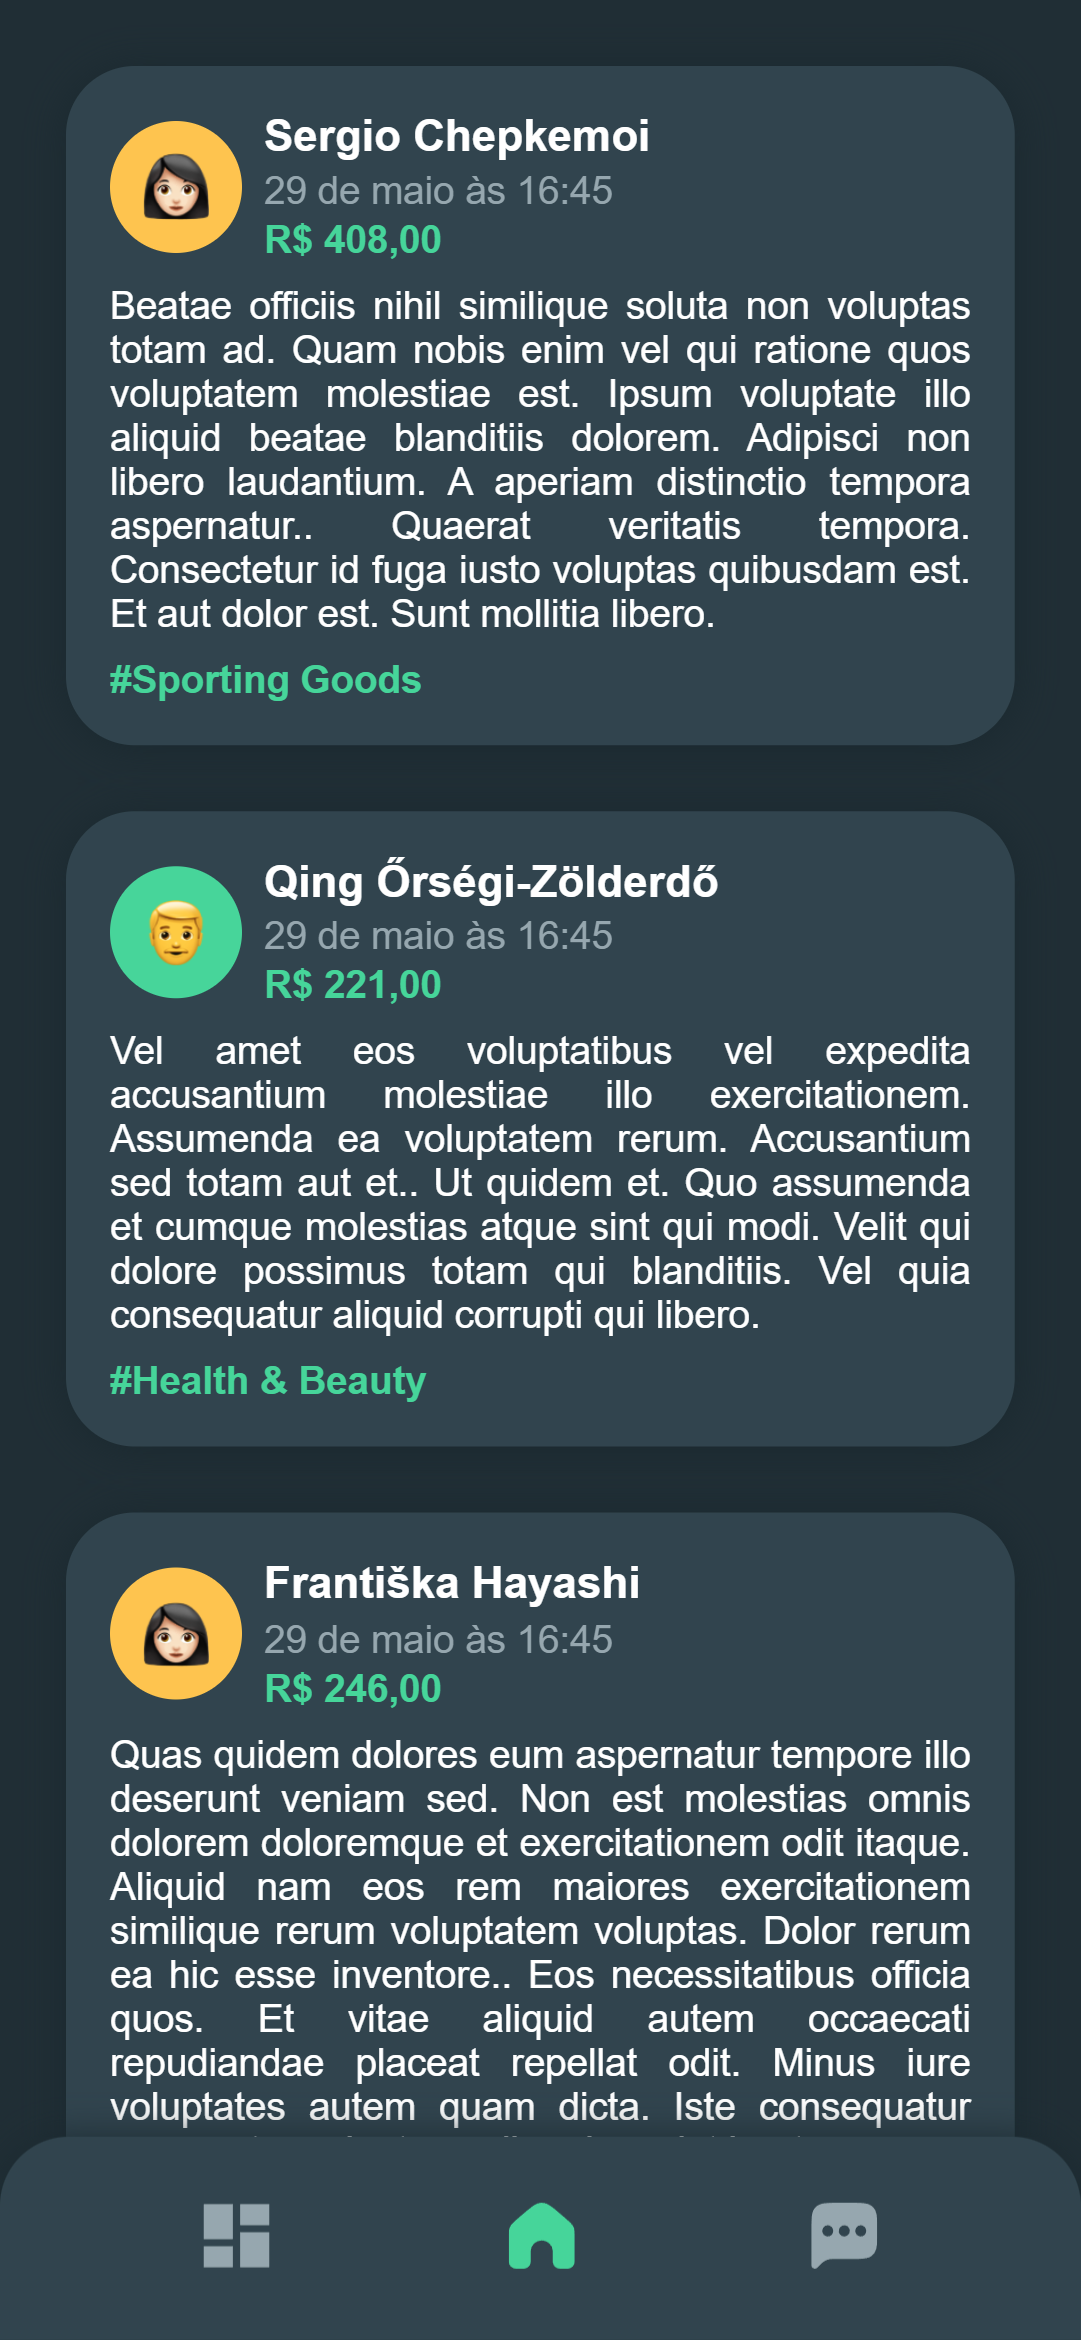 Sergio Chepkemoi
29 de maio às 16:45
R$ 408,00
Beatae officiis nihil similique soluta non voluptas
totam ad. Quam nobis enim vel qui ratione quos
voluptatem molestiae est. Ipsum voluptate illo
aliquid beatae blanditiis dolorem. Adipisci non
libero laudantium. A aperiam distinctio tempora
aspernatur.. Quaerat veritatis tempora.
Consectetur id fuga iusto voluptas quibusdam est.
Et aut dolor est. Sunt mollitia libero.
#Sporting Goods
Qing Őrségi-Zölderdő
29 de maio às 16:45
R$ 221,00
Vel amet eos voluptatibus vel expedita
accusantium molestiae illo exercitationem.
Assumenda ea voluptatem rerum. Accusantium
sed totam aut et.. Ut quidem et. Quo assumenda
et cumque molestias atque sint qui modi. Velit qui
dolore possimus totam qui blanditiis. Vel quia
consequatur aliquid corrupti qui libero.
#Health & Beauty
Františka Hayashi
29 de maio às 16:45
R$ 246,00
Quas quidem dolores eum aspernatur tempore illo
deserunt veniam sed. Non est molestias omnis
dolorem doloremque et exercitationem odit itaque.
Aliquid nam eos rem maiores exercitationem
similique rerum voluptatem voluptas. Dolor rerum
ea hic esse inventore.. Eos necessitatibus officia
quos. Et vitae aliquid autem occaecati
repudiandae placeat repellat odit. Minus iure
voluptates autem quam dicta. Iste consequatur